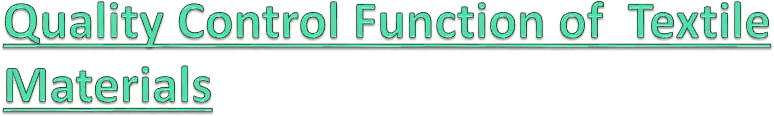 Quality Control Function of  Textile
Materials